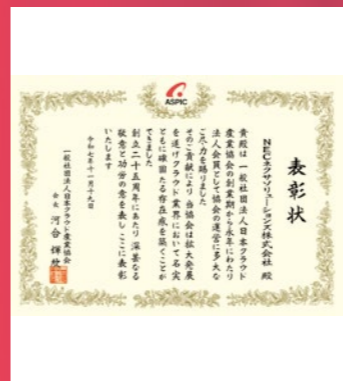 ASPIC
表彰状
NECネクサソリューションズ株式会社 殿
貴殿は一般社団法人日本クラウド
産業協会の創業期から永年にわたり
法人会員として協会の運営に多大な
ご尽力を賜りました
そのご貢献により 当協会は拡大発展
を遂げクラウド業界において名実
ともに確固たる存在感を築くことが
できました
創立二十五周年にあたり 深甚なる
敬意と功労の意を表しここに表彰
いたします
令和七年十一月十九日
一般社団法人日本クラウド産業協会
会長 河合 輝欣